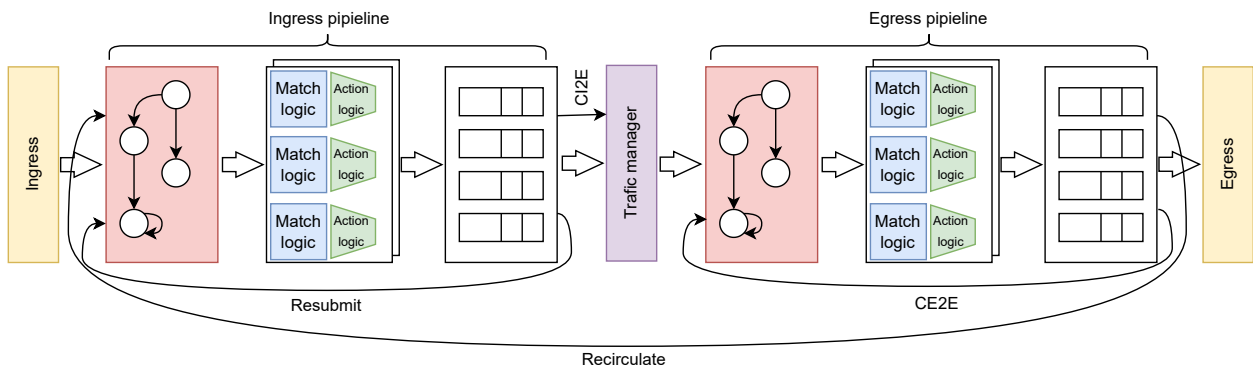 Ingress pipieline
Egress pipieline
Ingress
Match
logic
Action
logic
Match
logic
Action
logic
Match
logic
Action
logic
CI2E
Trafic manager
Match
logic
Action
logic
Match
logic
Action
logic
Match
logic
Action
logic
Egress
Resubmit
CE2E
Recirculate